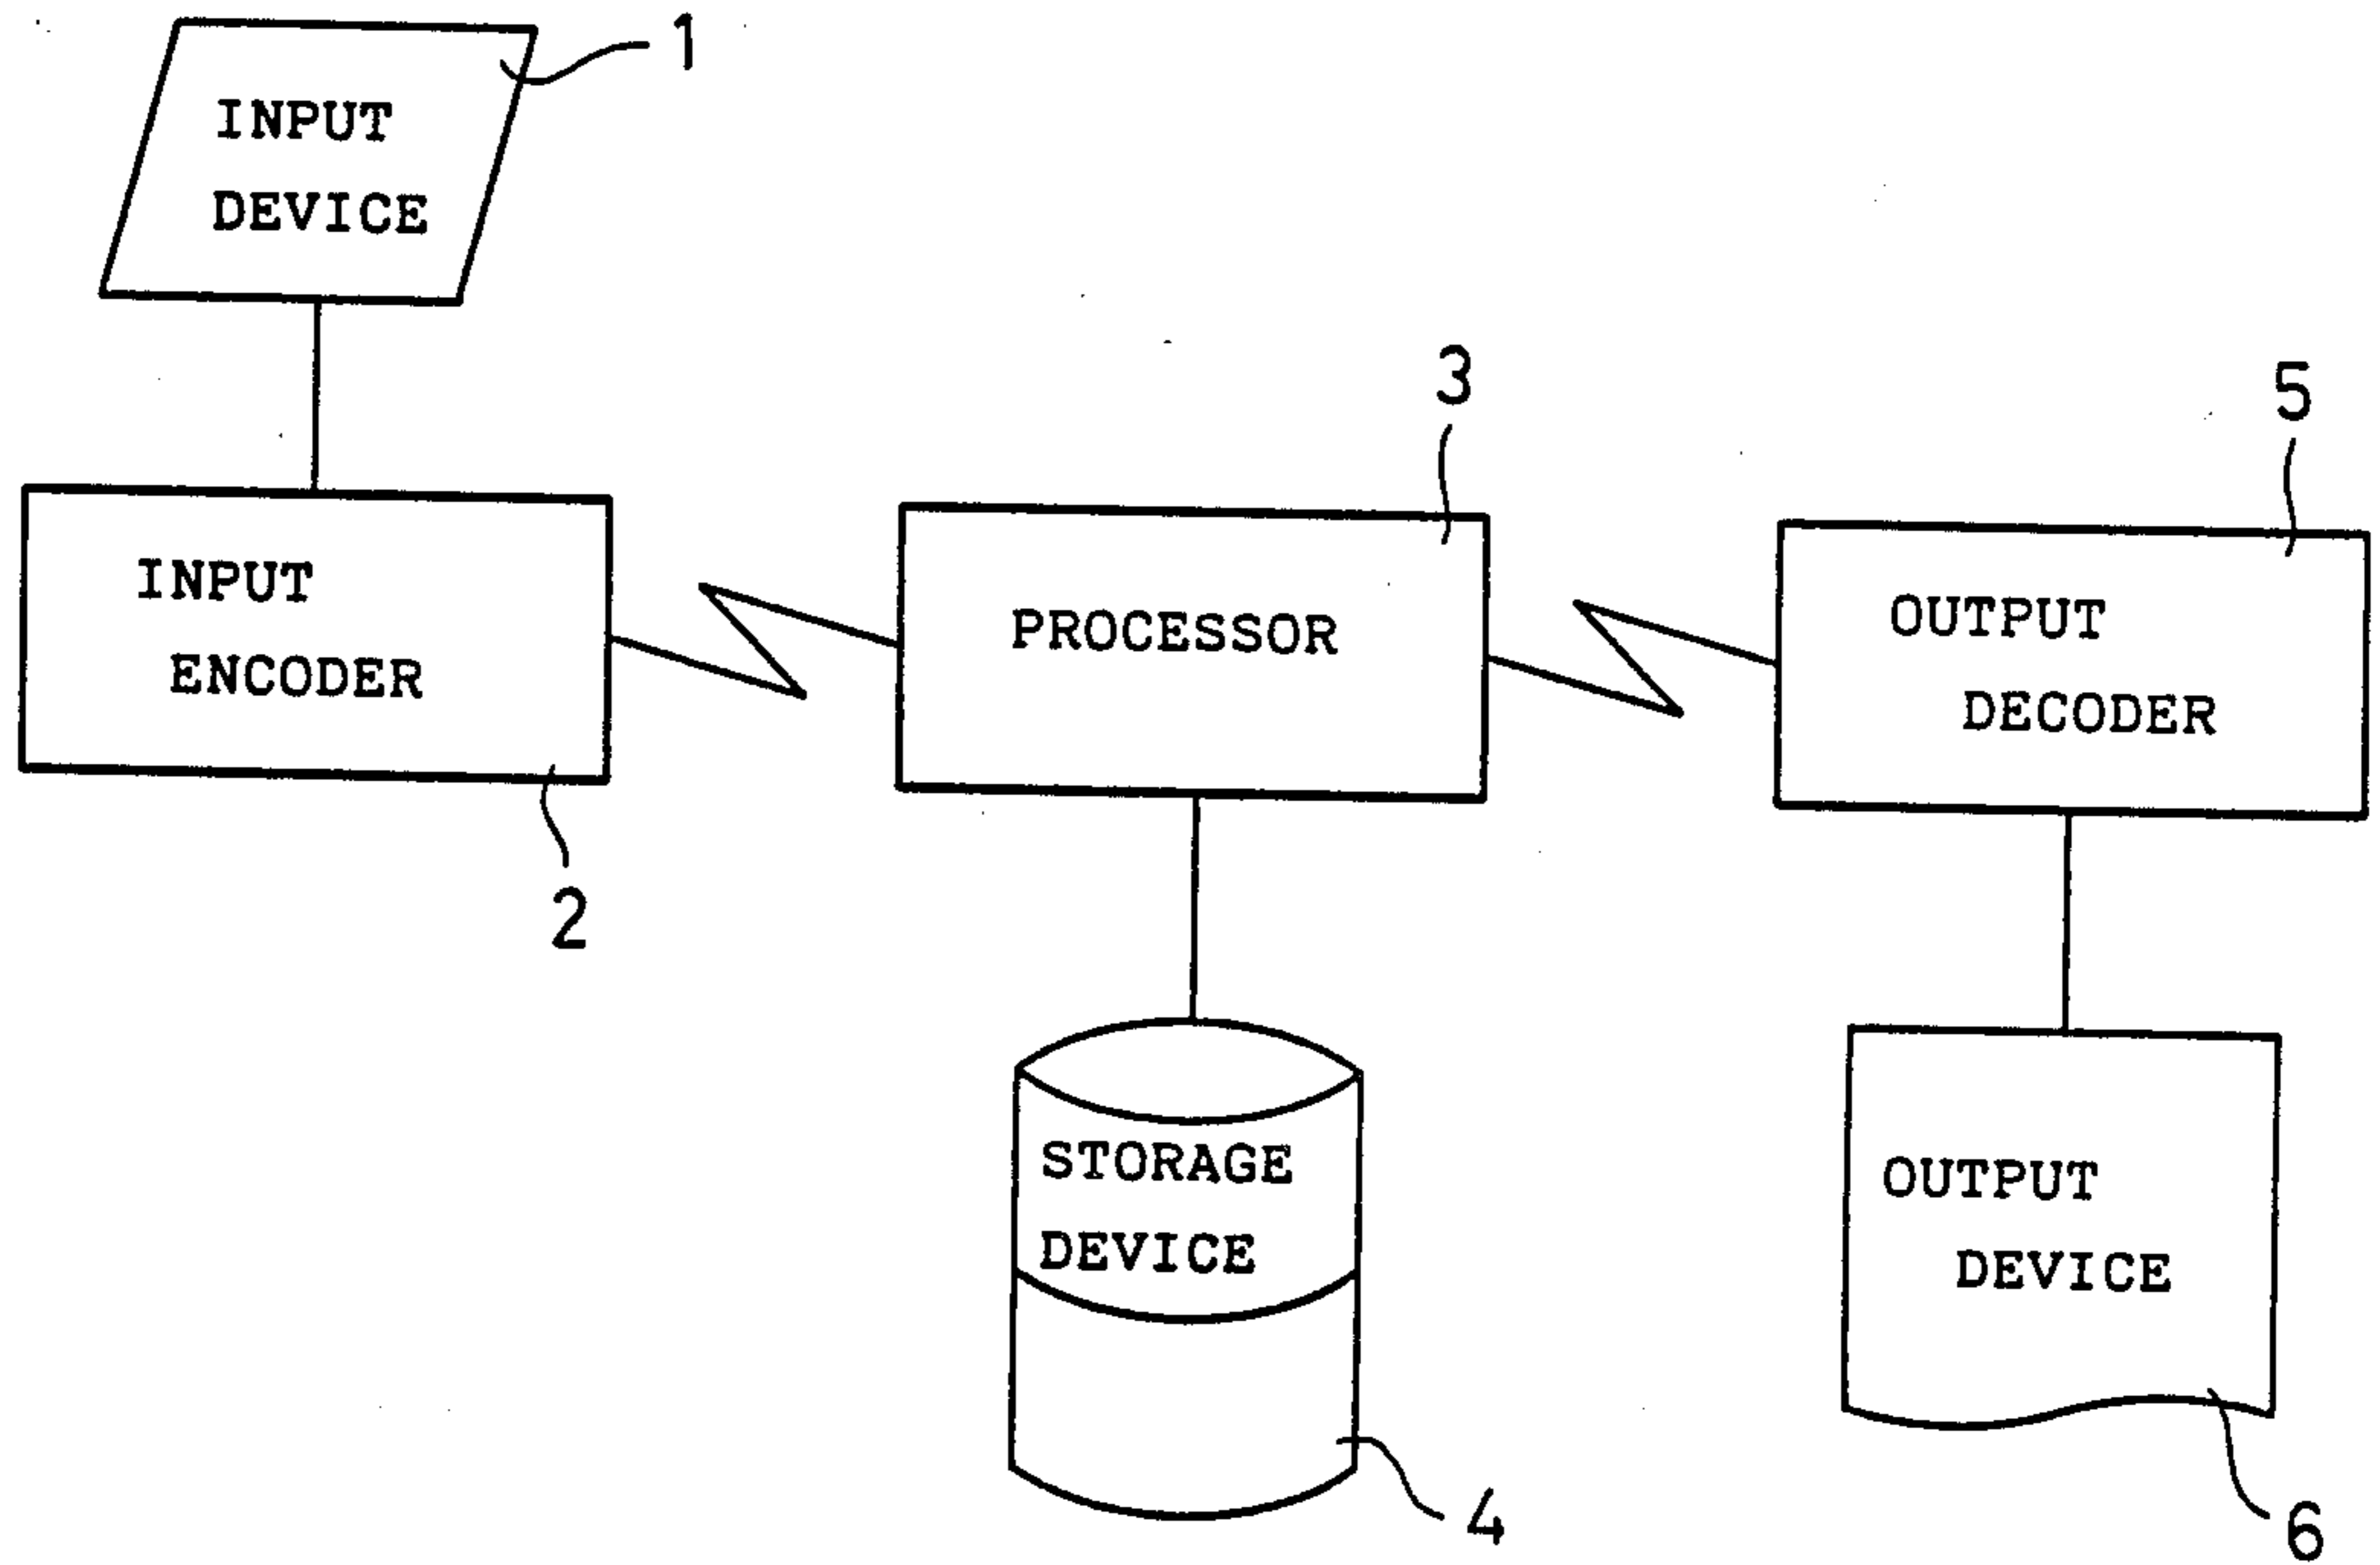 1
INPUT
DEVICE
3
5
INPUT
ENCODER
PROCESSOR
OUTPUT
DECODER
2
STORAGE
DEVICE
OUTPUT
DEVICE
4
6